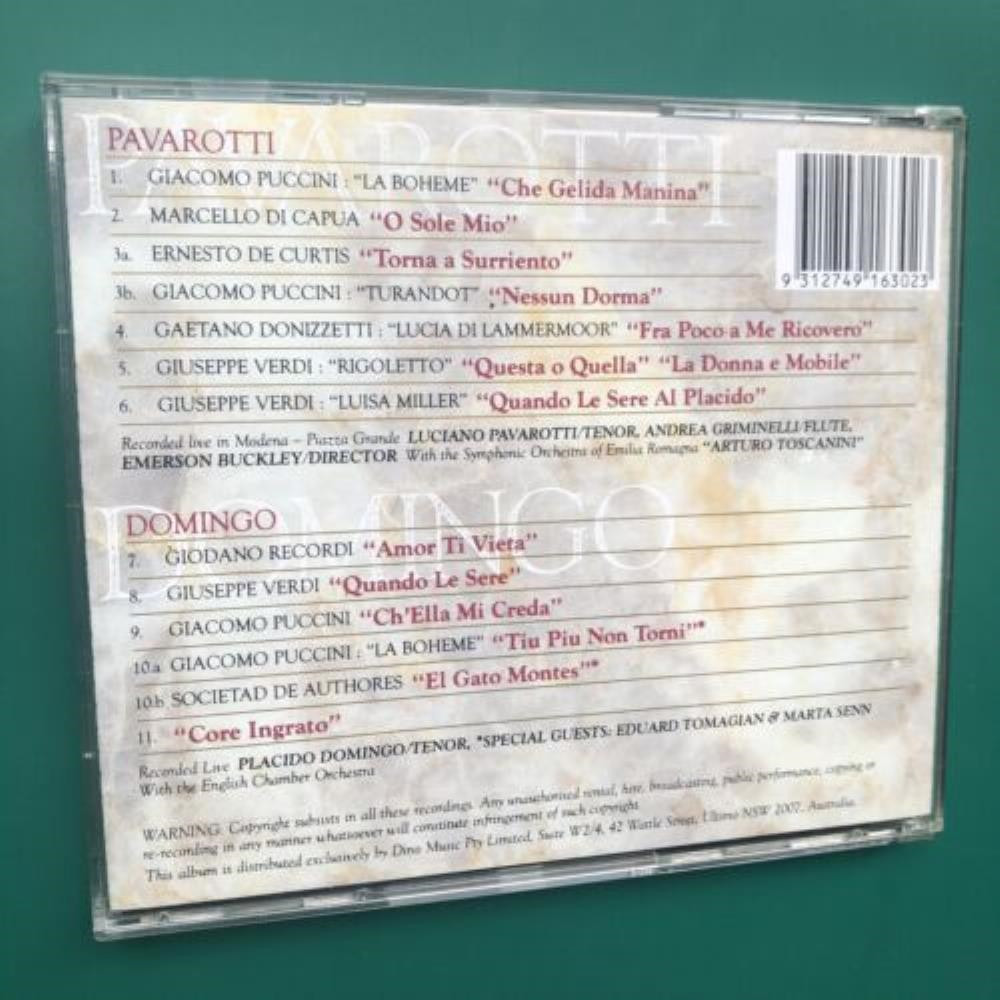 PAVAROTTI
PAVAROTTI
1. GIACOMO PUCCINI : "LA BOHEME" "Che Gelida Manina"
2. MARCELLO DI CAPUA "O Sole Mio"
3a. ERNESTO DE CURTIS "Torna a Surriento"
3b. GIACOMO PUCCINI : "TURANDOT" "Nessun Dorma"
4. GAETANO DONIZZETTI : "LUCIA DI LAMMERMOOR" "Fra Poco a Me Ricovero"
5. GIUSEPPE VERDI : "RIGOLETTO" "Questa o Quella" "La Donna e Mobile"
6. GIUSEPPE VERDI : "LUISA MILLER" "Quando Le Sere Al Placido"
9 312749 163023
Recorded live in Modena – Piazza Grande LUCIANO PAVAROTTI/TENOR, ANDREA GRIMINELLI/FLUTE,
EMERSON BUCKLEY/DIRECTOR With the Symphonic Orchestra of Emilia Romagna "ARTURO TOSCANINI"
DOMINGO
DOMINGO
7. GIODANO RECORDI "Amor Ti Vieta"
8. GIUSEPPE VERDI "Quando Le Sere"
9. GIACOMO PUCCINI "Ch'Ella Mi Creda"
10a GIACOMO PUCCINI : "LA BOHEME" "Tiu Piu Non Torni"*
10b SOCIETAD DE AUTHORES "El Gato Montes"*
11. "Core Ingrato"
Recorded Live PLACIDO DOMINGO/TENOR, *SPECIAL GUESTS: EDUARD TOMAGIAN & MARTA SENN
With the English Chamber Orchestra
WARNING: Copyright subsists in all these recordings. Any unauthorised rental, hire, broadcasting, public performance, copying or
re-recording in any manner whatsoever will constitute infringement of such copyright.
This album is distributed exclusively by Dino Music Pty Limited, Suite W2/4, 42 Wattle Street, Ultimo NSW 2007, Australia.